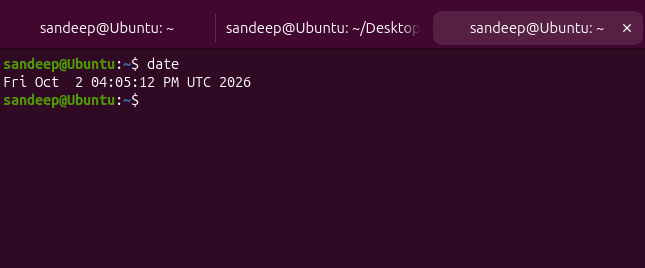 sandeep@Ubuntu: ~
sandeep@Ubuntu: ~/Desktop
sandeep@Ubuntu: ~ ×
sandeep@Ubuntu:~$ date
Fri Oct  2 04:05:12 PM UTC 2026
sandeep@Ubuntu:~$